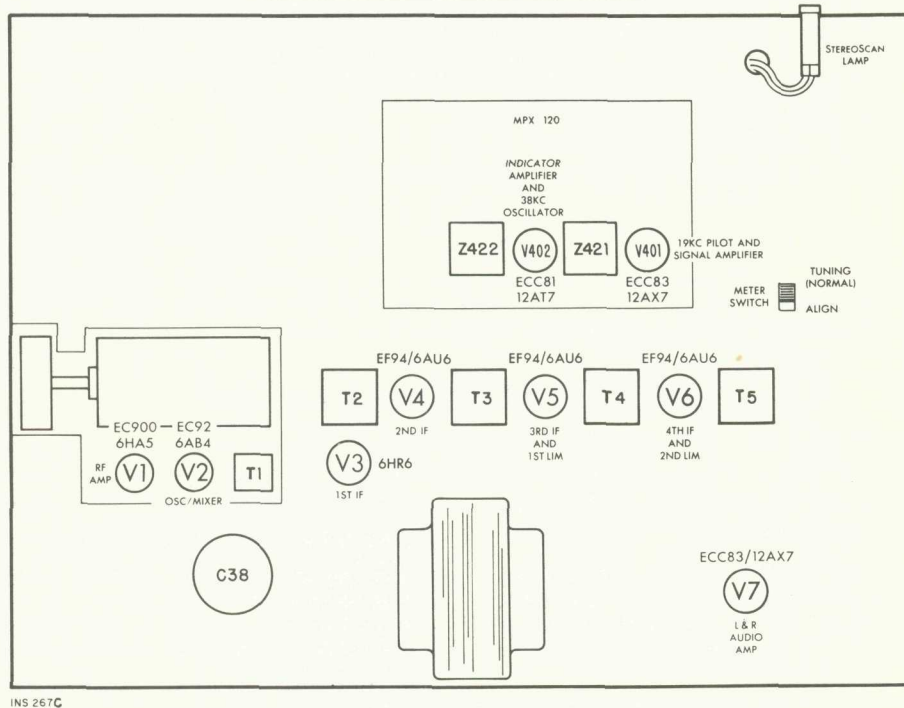 STEREOSCAN
LAMP
MPX 120
INDICATOR
AMPLIFIER
AND
38KC
OSCILLATOR
Z422
V402
Z421
V401
19KC PILOT AND
SIGNAL AMPLIFIER
ECC81
12AT7
ECC83
12AX7
METER
SWITCH
TUNING
(NORMAL)
ALIGN
EF94/6AU6
EF94/6AU6
EF94/6AU6
T2
V4
T3
V5
T4
V6
T5
2ND IF
3RD IF
AND
1ST LIM
4TH IF
AND
2ND LIM
EC900
6HA5
EC92
6AB4
RF
AMP
V1
V2
T1
OSC/MIXER
V3
6HR6
1ST IF
C38
ECC83/12AX7
V7
L & R
AUDIO
AMP
INS 267C